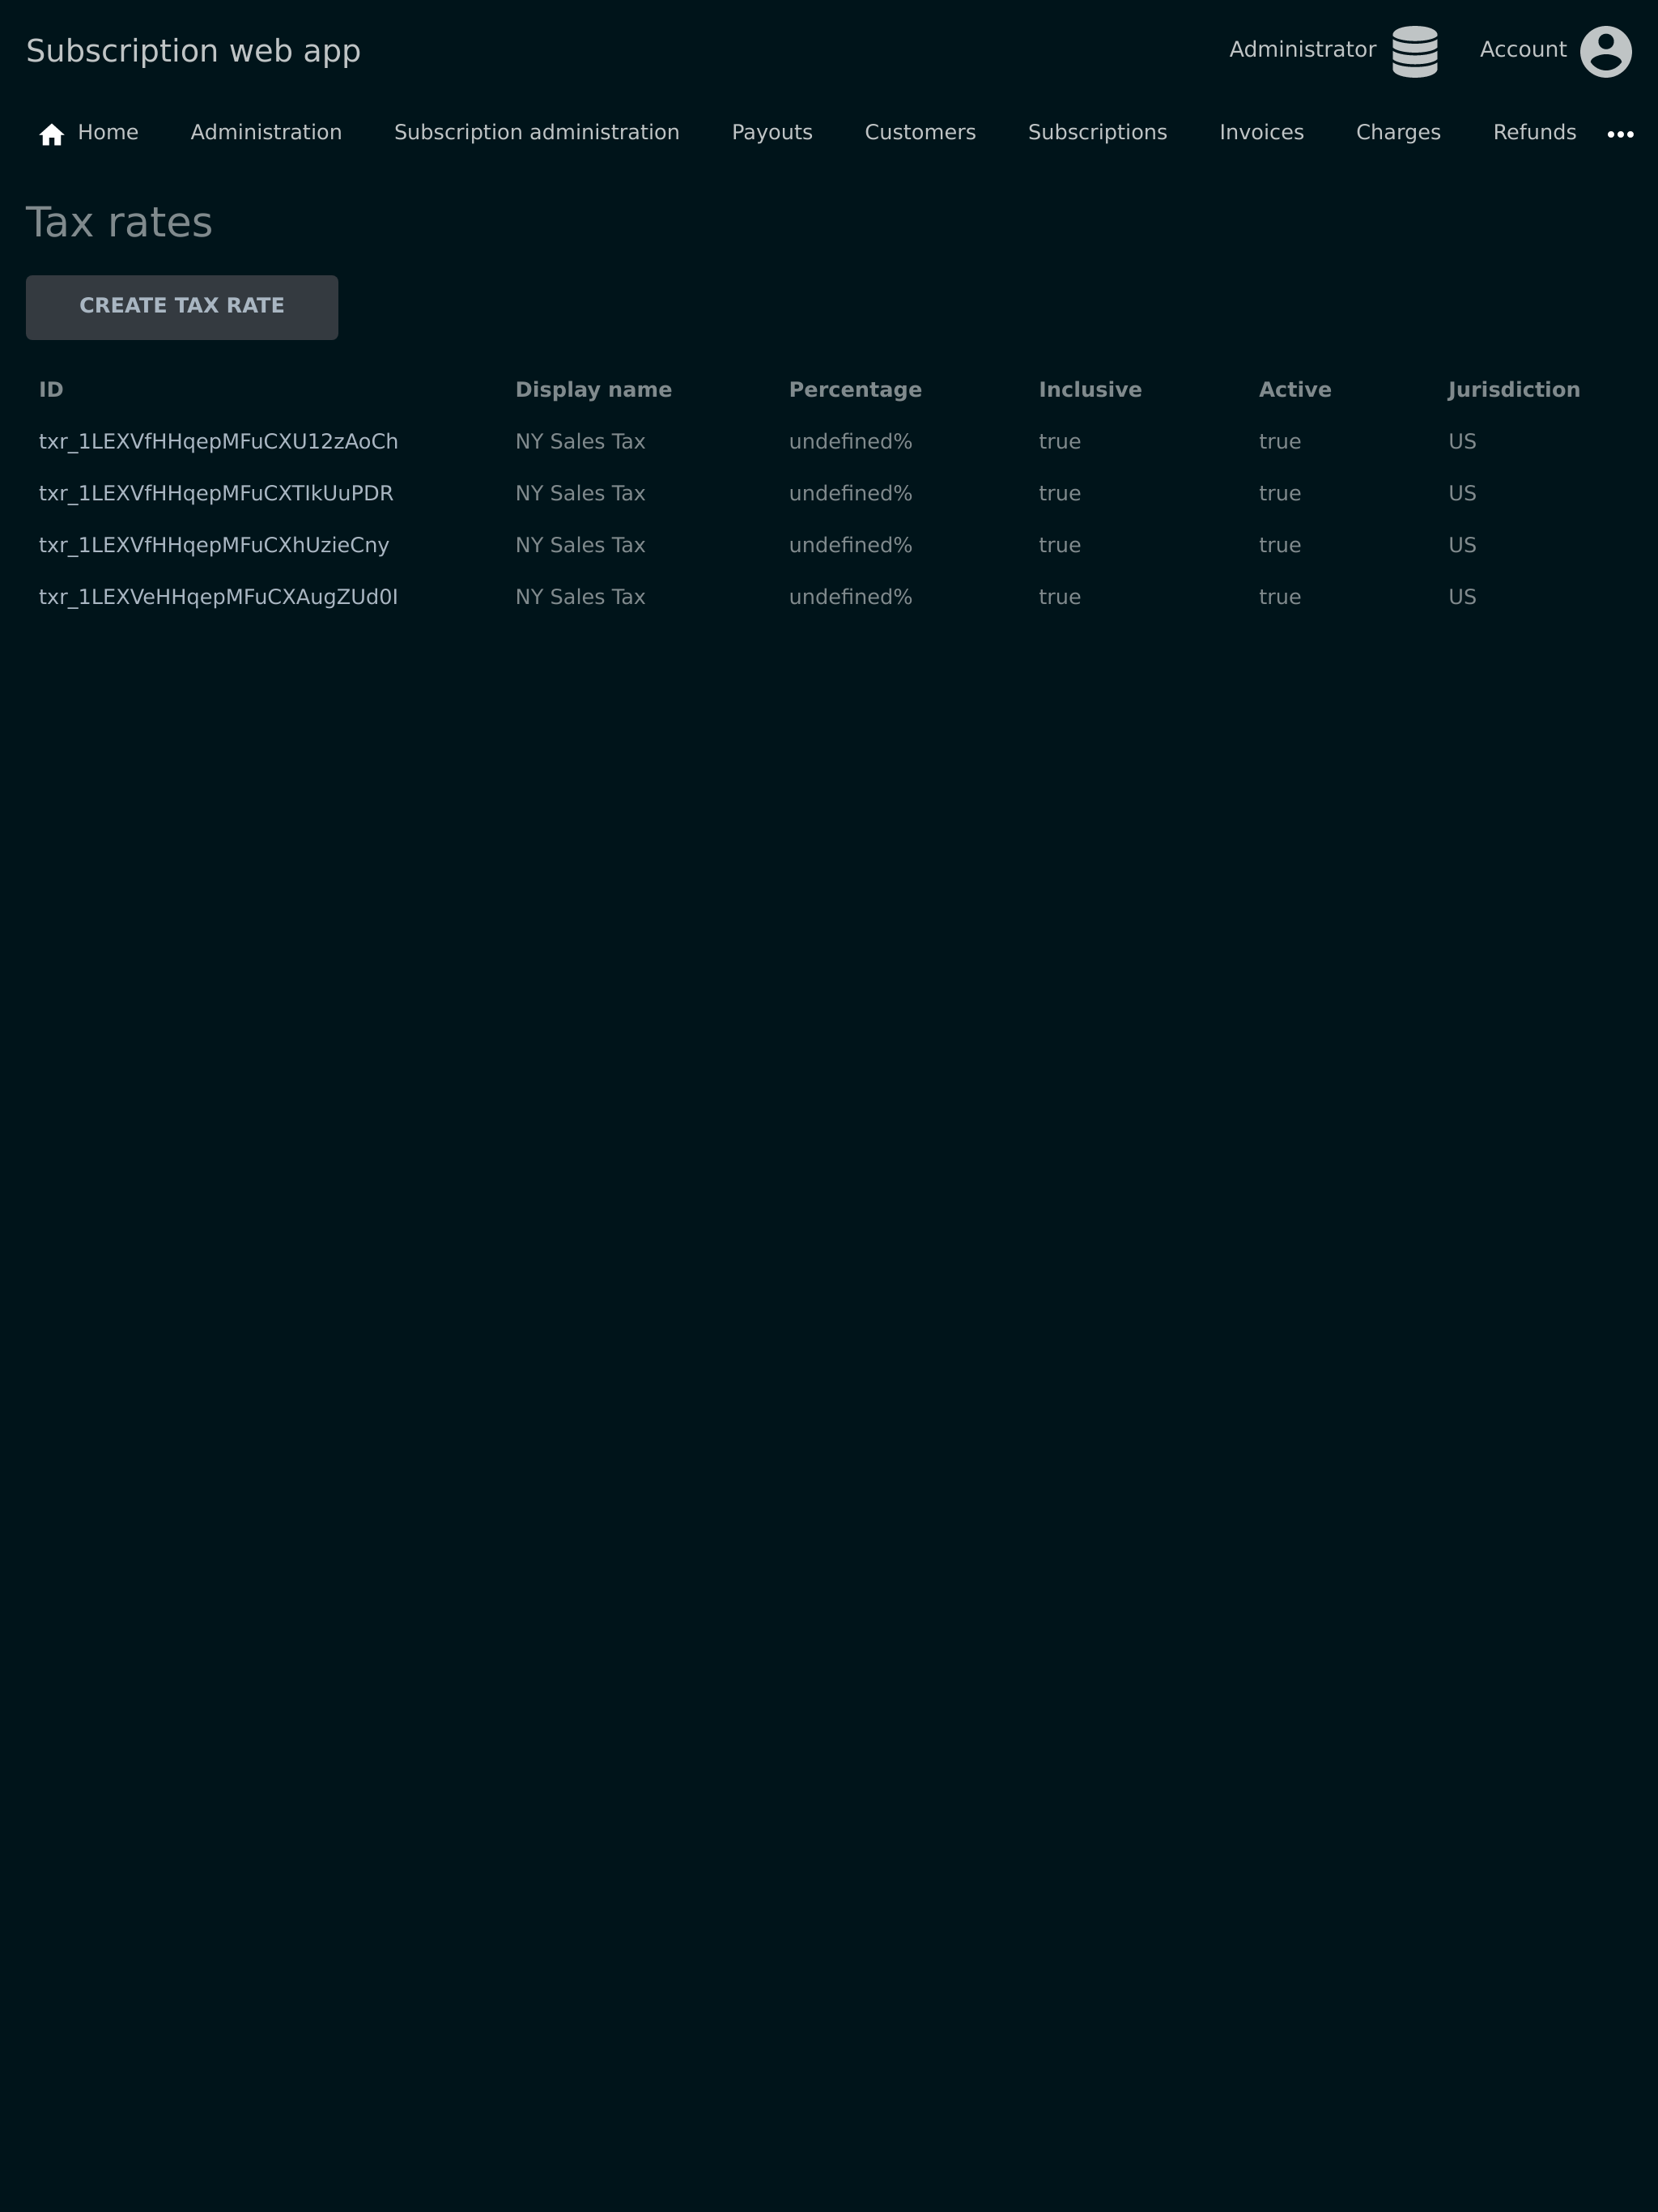 Subscription web app Administrator Account
Home Administration Subscription administration Payouts Customers Subscriptions Invoices Charges Refunds
Tax rates
CREATE TAX RATE
ID Display name Percentage Inclusive Active Jurisdiction
txr_1LEXVfHHqepMFuCXU12zAoCh NY Sales Tax undefined% true true US
txr_1LEXVfHHqepMFuCXTIkUuPDR NY Sales Tax undefined% true true US
txr_1LEXVfHHqepMFuCXhUzieCny NY Sales Tax undefined% true true US
txr_1LEXVeHHqepMFuCXAugZUd0I NY Sales Tax undefined% true true US